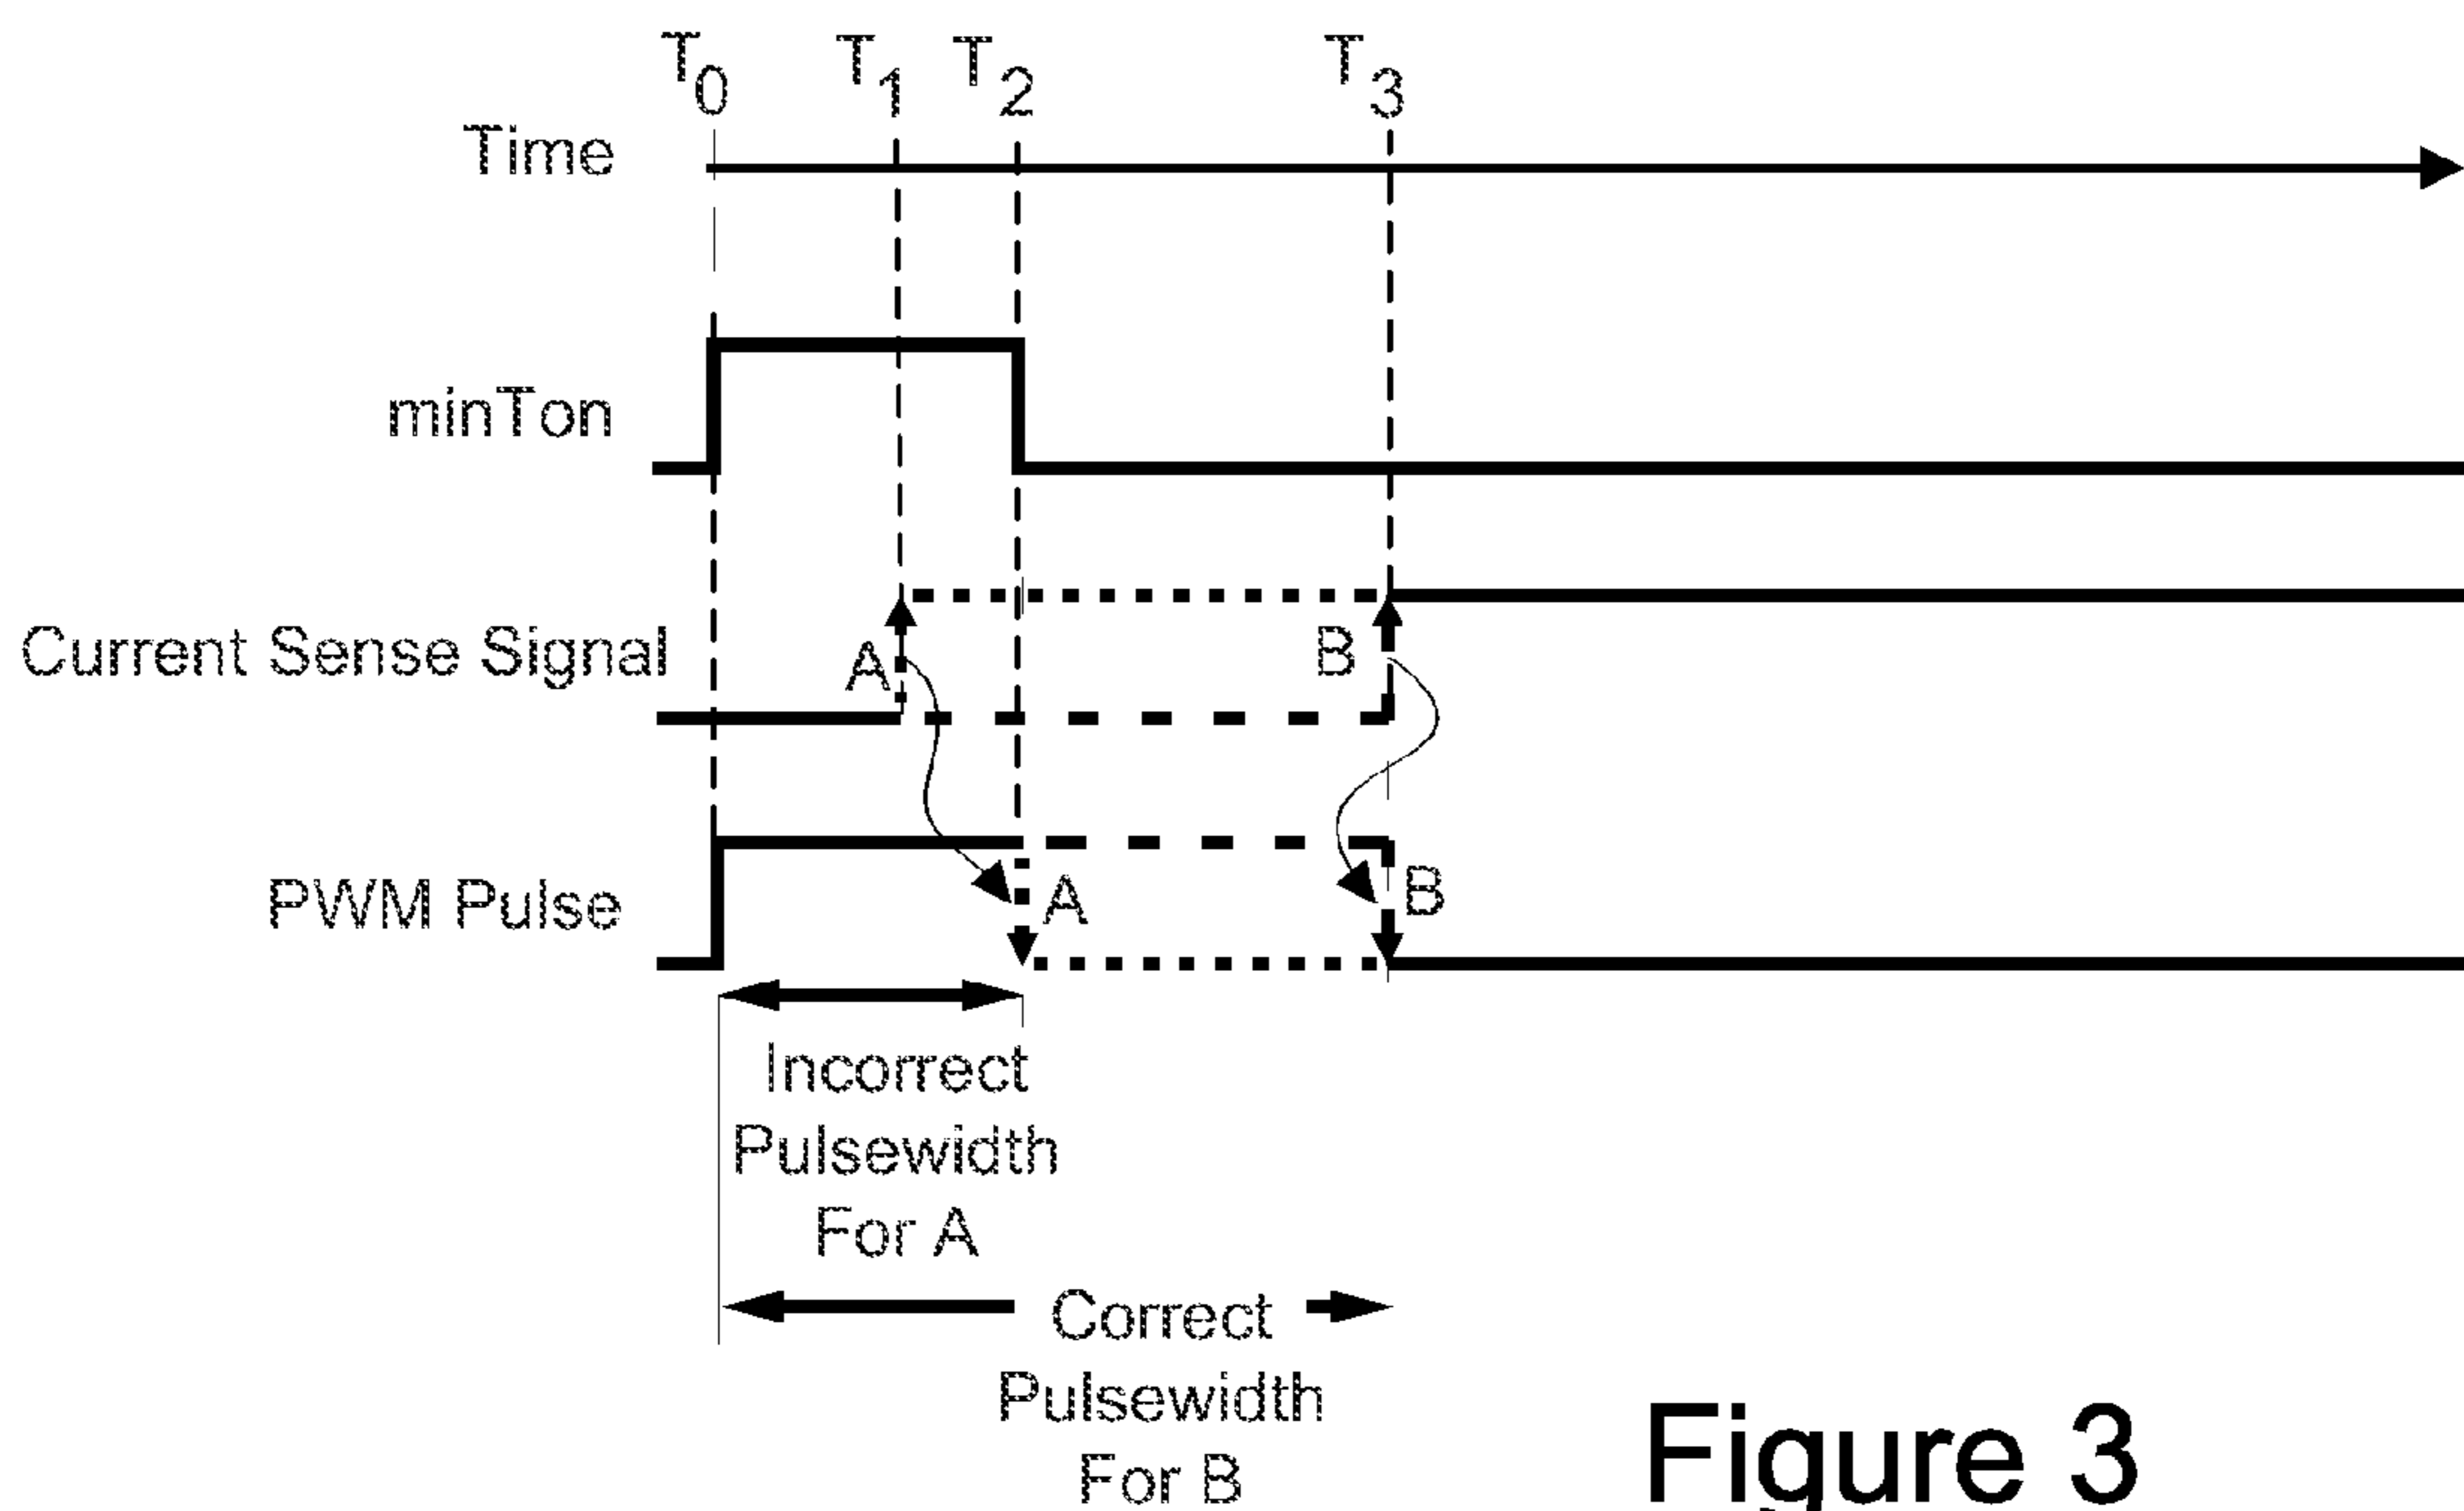 T0 T1 T2 T3
Time
minTon
Current Sense Signal
A B
PWM Pulse
A B
Incorrect
Pulsewidth
For A
Correct
Pulsewidth
For B
Figure 3